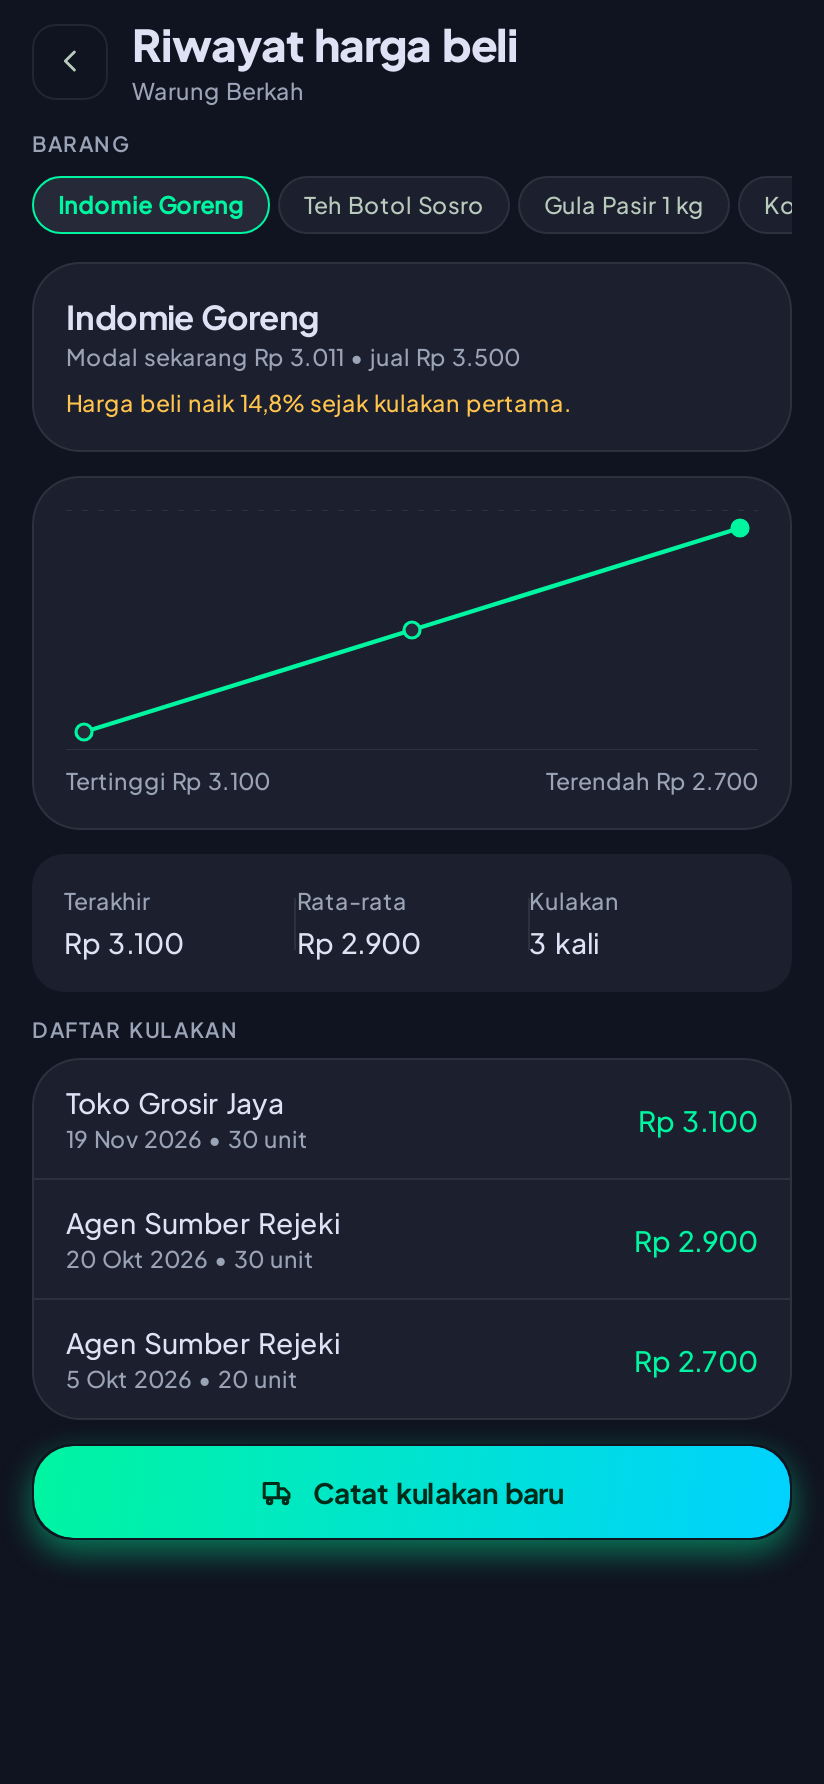 Riwayat harga beli
Warung Berkah
BARANG
Indomie Goreng
Teh Botol Sosro
Gula Pasir 1 kg
Indomie Goreng
Modal sekarang Rp 3.011 • jual Rp 3.500
Harga beli naik 14,8% sejak kulakan pertama.
Tertinggi Rp 3.100
Terendah Rp 2.700
Terakhir
Rp 3.100
Rata-rata
Rp 2.900
Kulakan
3 kali
DAFTAR KULAKAN
Toko Grosir Jaya
19 Nov 2026 • 30 unit
Rp 3.100
Agen Sumber Rejeki
20 Okt 2026 • 30 unit
Rp 2.900
Agen Sumber Rejeki
5 Okt 2026 • 20 unit
Rp 2.700
Catat kulakan baru